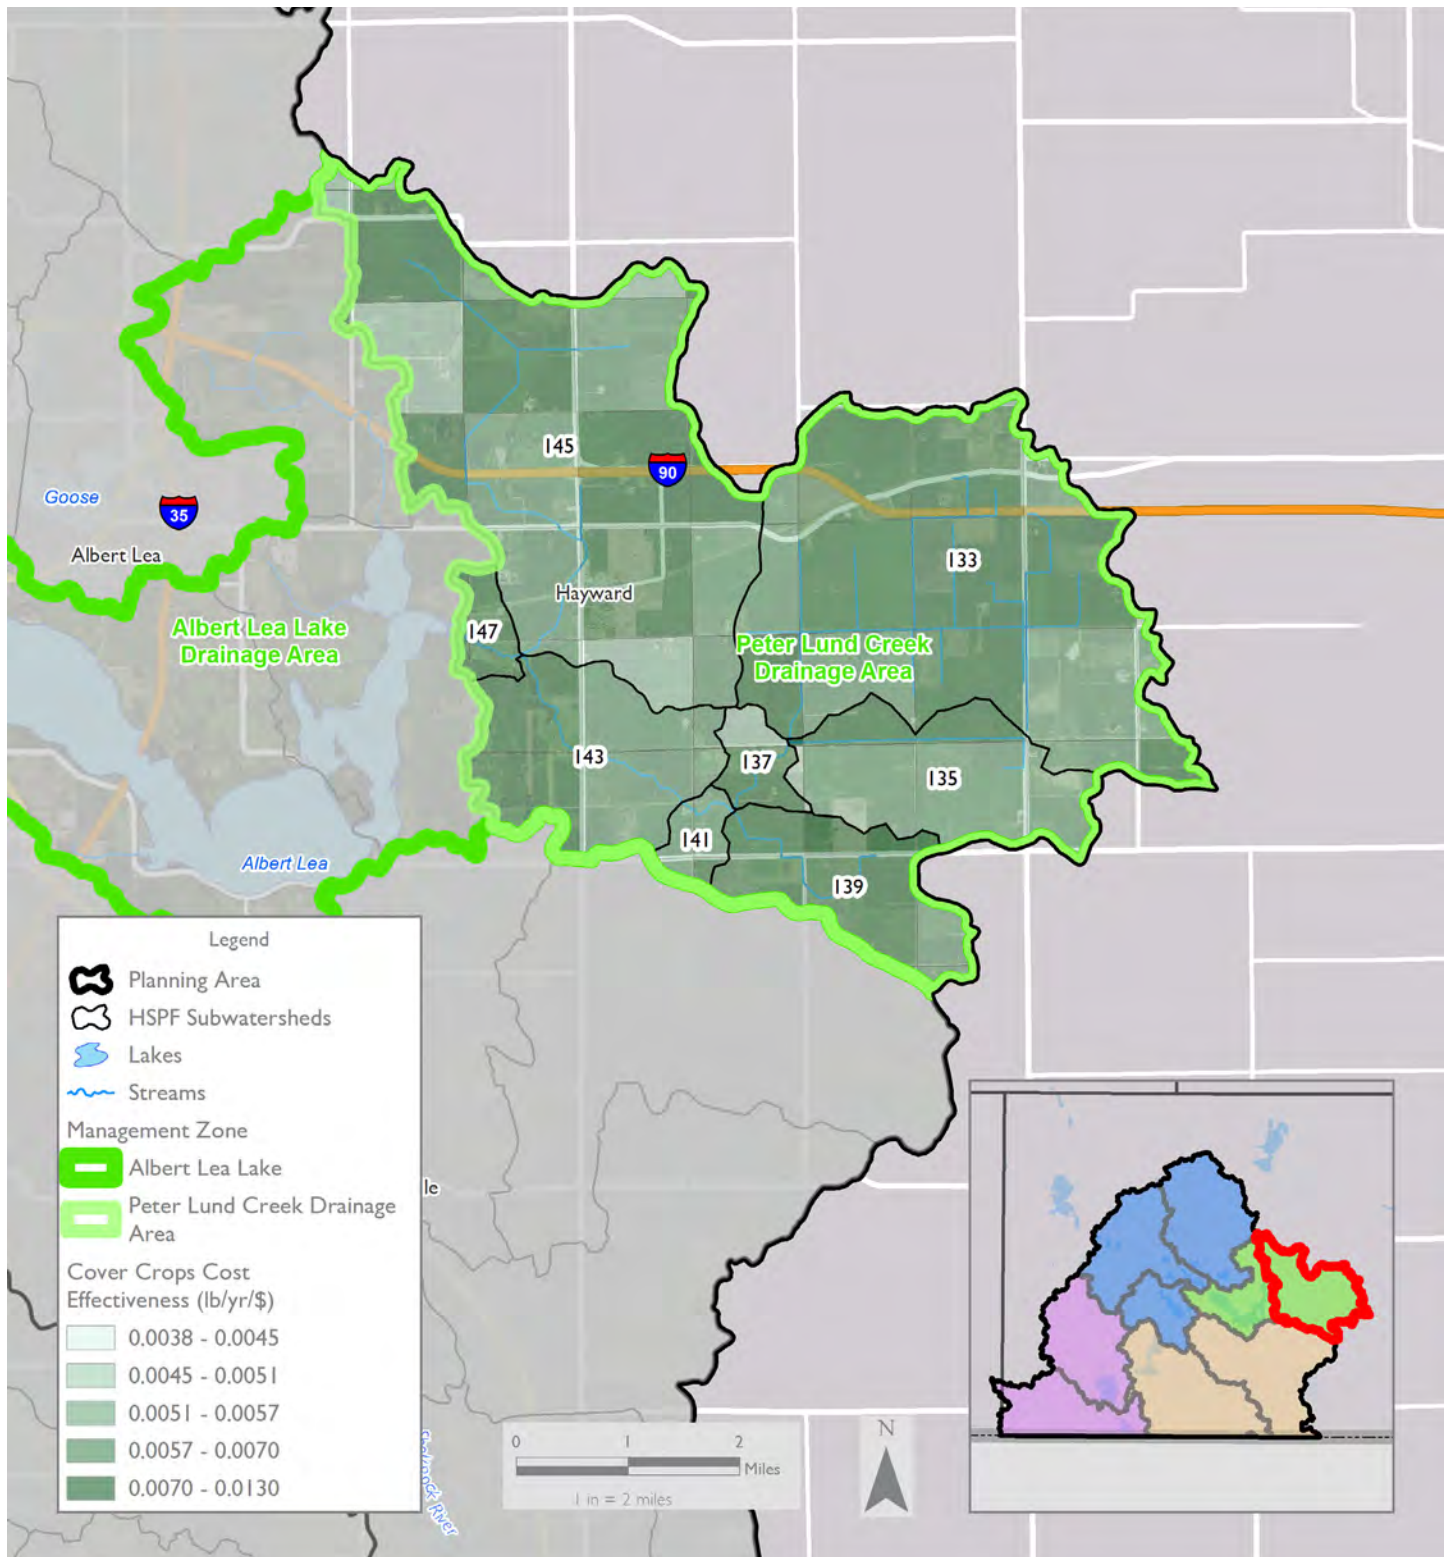 145
90
Goose
35
Albert Lea
133
Hayward
147
Albert Lea Lake
Drainage Area
Peter Lund Creek
Drainage Area
143
137
135
141
Albert Lea
139
Legend
Planning Area
HSPF Subwatersheds
Lakes
Streams
Management Zone
Albert Lea Lake
Peter Lund Creek Drainage
Area
le
Cover Crops Cost
Effectiveness (lb/yr/$)
0.0038 - 0.0045
0.0045 - 0.0051
0.0051 - 0.0057
0.0057 - 0.0070
0.0070 - 0.0130
River
0 1 2
Miles
1 in = 2 miles
N